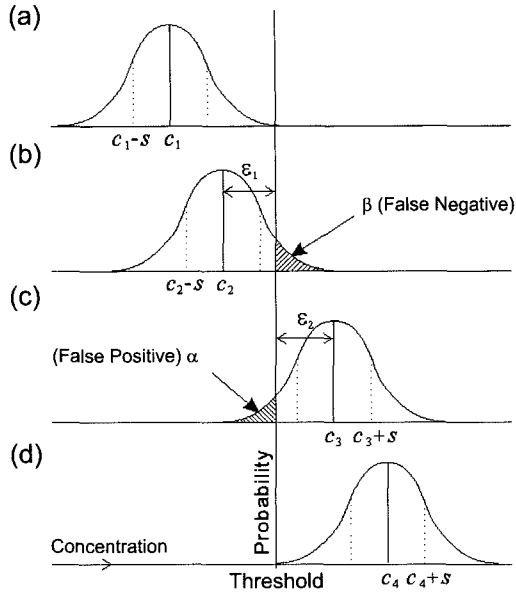 (a)
c₁-s c₁
(b)
ε₁
β (False Negative)
c₂-s c₂
(c)
ε₂
(False Positive) α
c₃ c₃+s
(d)
Probability
Concentration
Threshold
c₄ c₄+s